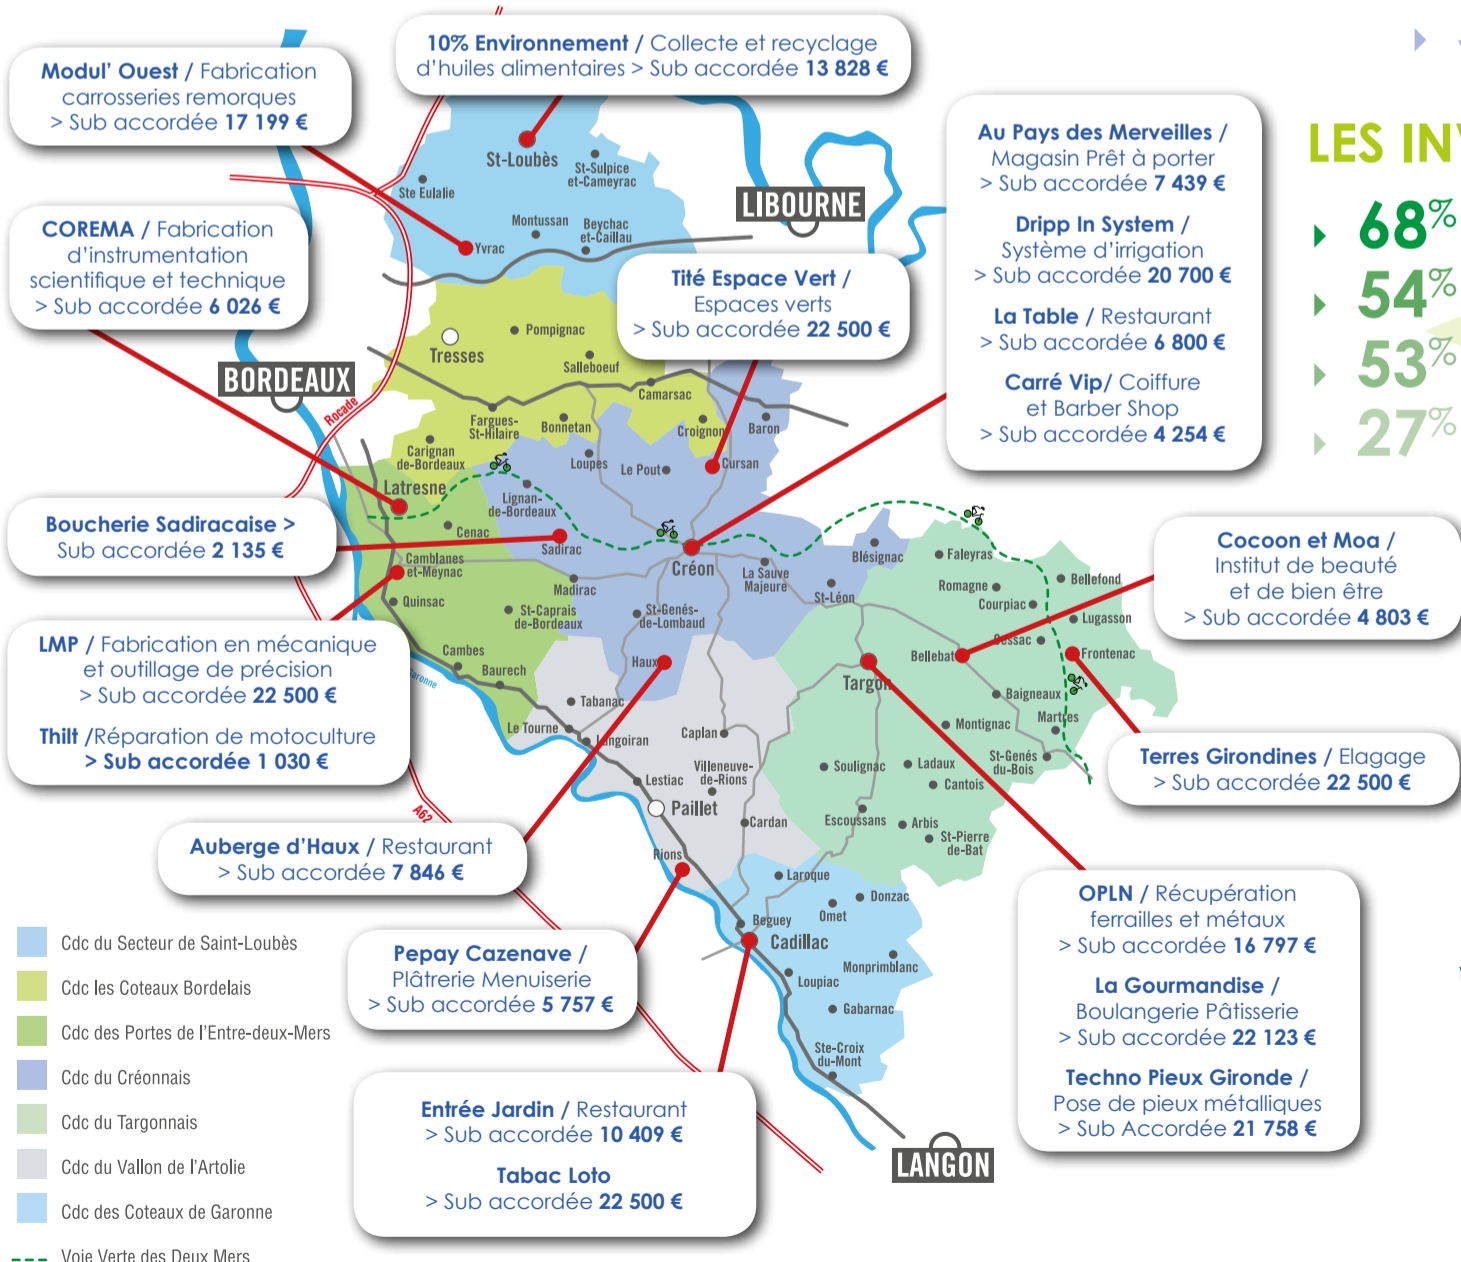 Modul' Ouest / Fabrication
carrosseries remorques
> Sub accordée 17 199 €
10% Environnement / Collecte et recyclage
d'huiles alimentaires > Sub accordée 13 828 €
COREMA / Fabrication
d'instrumentation
scientifique et technique
> Sub accordée 6 026 €
Tité Espace Vert /
Espaces verts
> Sub accordée 22 500 €
Au Pays des Merveilles /
Magasin Prêt à porter
> Sub accordée 7 439 €
Dripp In System /
Système d'irrigation
> Sub accordée 20 700 €
La Table / Restaurant
> Sub accordée 6 800 €
Carré Vip/ Coiffure
et Barber Shop
> Sub accordée 4 254 €
LES IN
68%
54%
53%
27%
Boucherie Sadiracaise >
Sub accordée 2 135 €
LMP / Fabrication en mécanique
et outillage de précision
> Sub accordée 22 500 €
Thilt /Réparation de motoculture
> Sub accordée 1 030 €
Cocoon et Moa /
Institut de beauté
et de bien être
> Sub accordée 4 803 €
Terres Girondines / Elagage
> Sub accordée 22 500 €
Auberge d'Haux / Restaurant
> Sub accordée 7 846 €
Pepay Cazenave /
Plâtrerie Menuiserie
> Sub accordée 5 757 €
Entrée Jardin / Restaurant
> Sub accordée 10 409 €
Tabac Loto
> Sub accordée 22 500 €
OPLN / Récupération
ferrailles et métaux
> Sub accordée 16 797 €
La Gourmandise /
Boulangerie Pâtisserie
> Sub accordée 22 123 €
Techno Pieux Gironde /
Pose de pieux métalliques
> Sub Accordée 21 758 €
St-Loubès
St-Sulpice
et-Cameyrac
Ste Eulalie
Montussan
Beychac
et-Caillau
Yvrac
LIBOURNE
BORDEAUX
Rocade
Tresses
Pompignac
Salleboeuf
Camarsac
Fargues-
St-Hilaire
Bonnetan
Croignon
Baron
Carignan
de-Bordeaux
Loupes
Le Pout
Cursan
Latresne
Lignan-
de-Bordeaux
Cenac
Sadirac
Créon
Camblanes
et-Meynac
Madirac
La Sauve
Majeure
Blésignac
St-Léon
Faleyras
Romagne
Bellefond
Courpiac
Lugasson
Quinsac
St-Caprais
de-Bordeaux
St-Genés-
de-Lombaud
Haux
Targon
Bellebat
Frontenac
Cambes
Baurech
Tabanac
Baigneaux
Martres
Montignac
Le Tourne
Langoiran
Caplan
St-Genés
du-Bois
Lestiac
Villeneuve-
de-Rions
Soulignac
Ladaux
Cantois
Paillet
Cardan
Escoussans
Arbis
St-Pierre
de-Bat
A62
Rions
Laroque
Donzac
Omet
Beguey
Cadillac
Monprimblanc
Loupiac
Gabarnac
Ste-Croix
du-Mont
LANGON
Cdc du Secteur de Saint-Loubès
Cdc les Coteaux Bordelais
Cdc des Portes de l'Entre-deux-Mers
Cdc du Créonnais
Cdc du Targonnais
Cdc du Vallon de l'Artolie
Cdc des Coteaux de Garonne
Voie Verte des Deux Mers